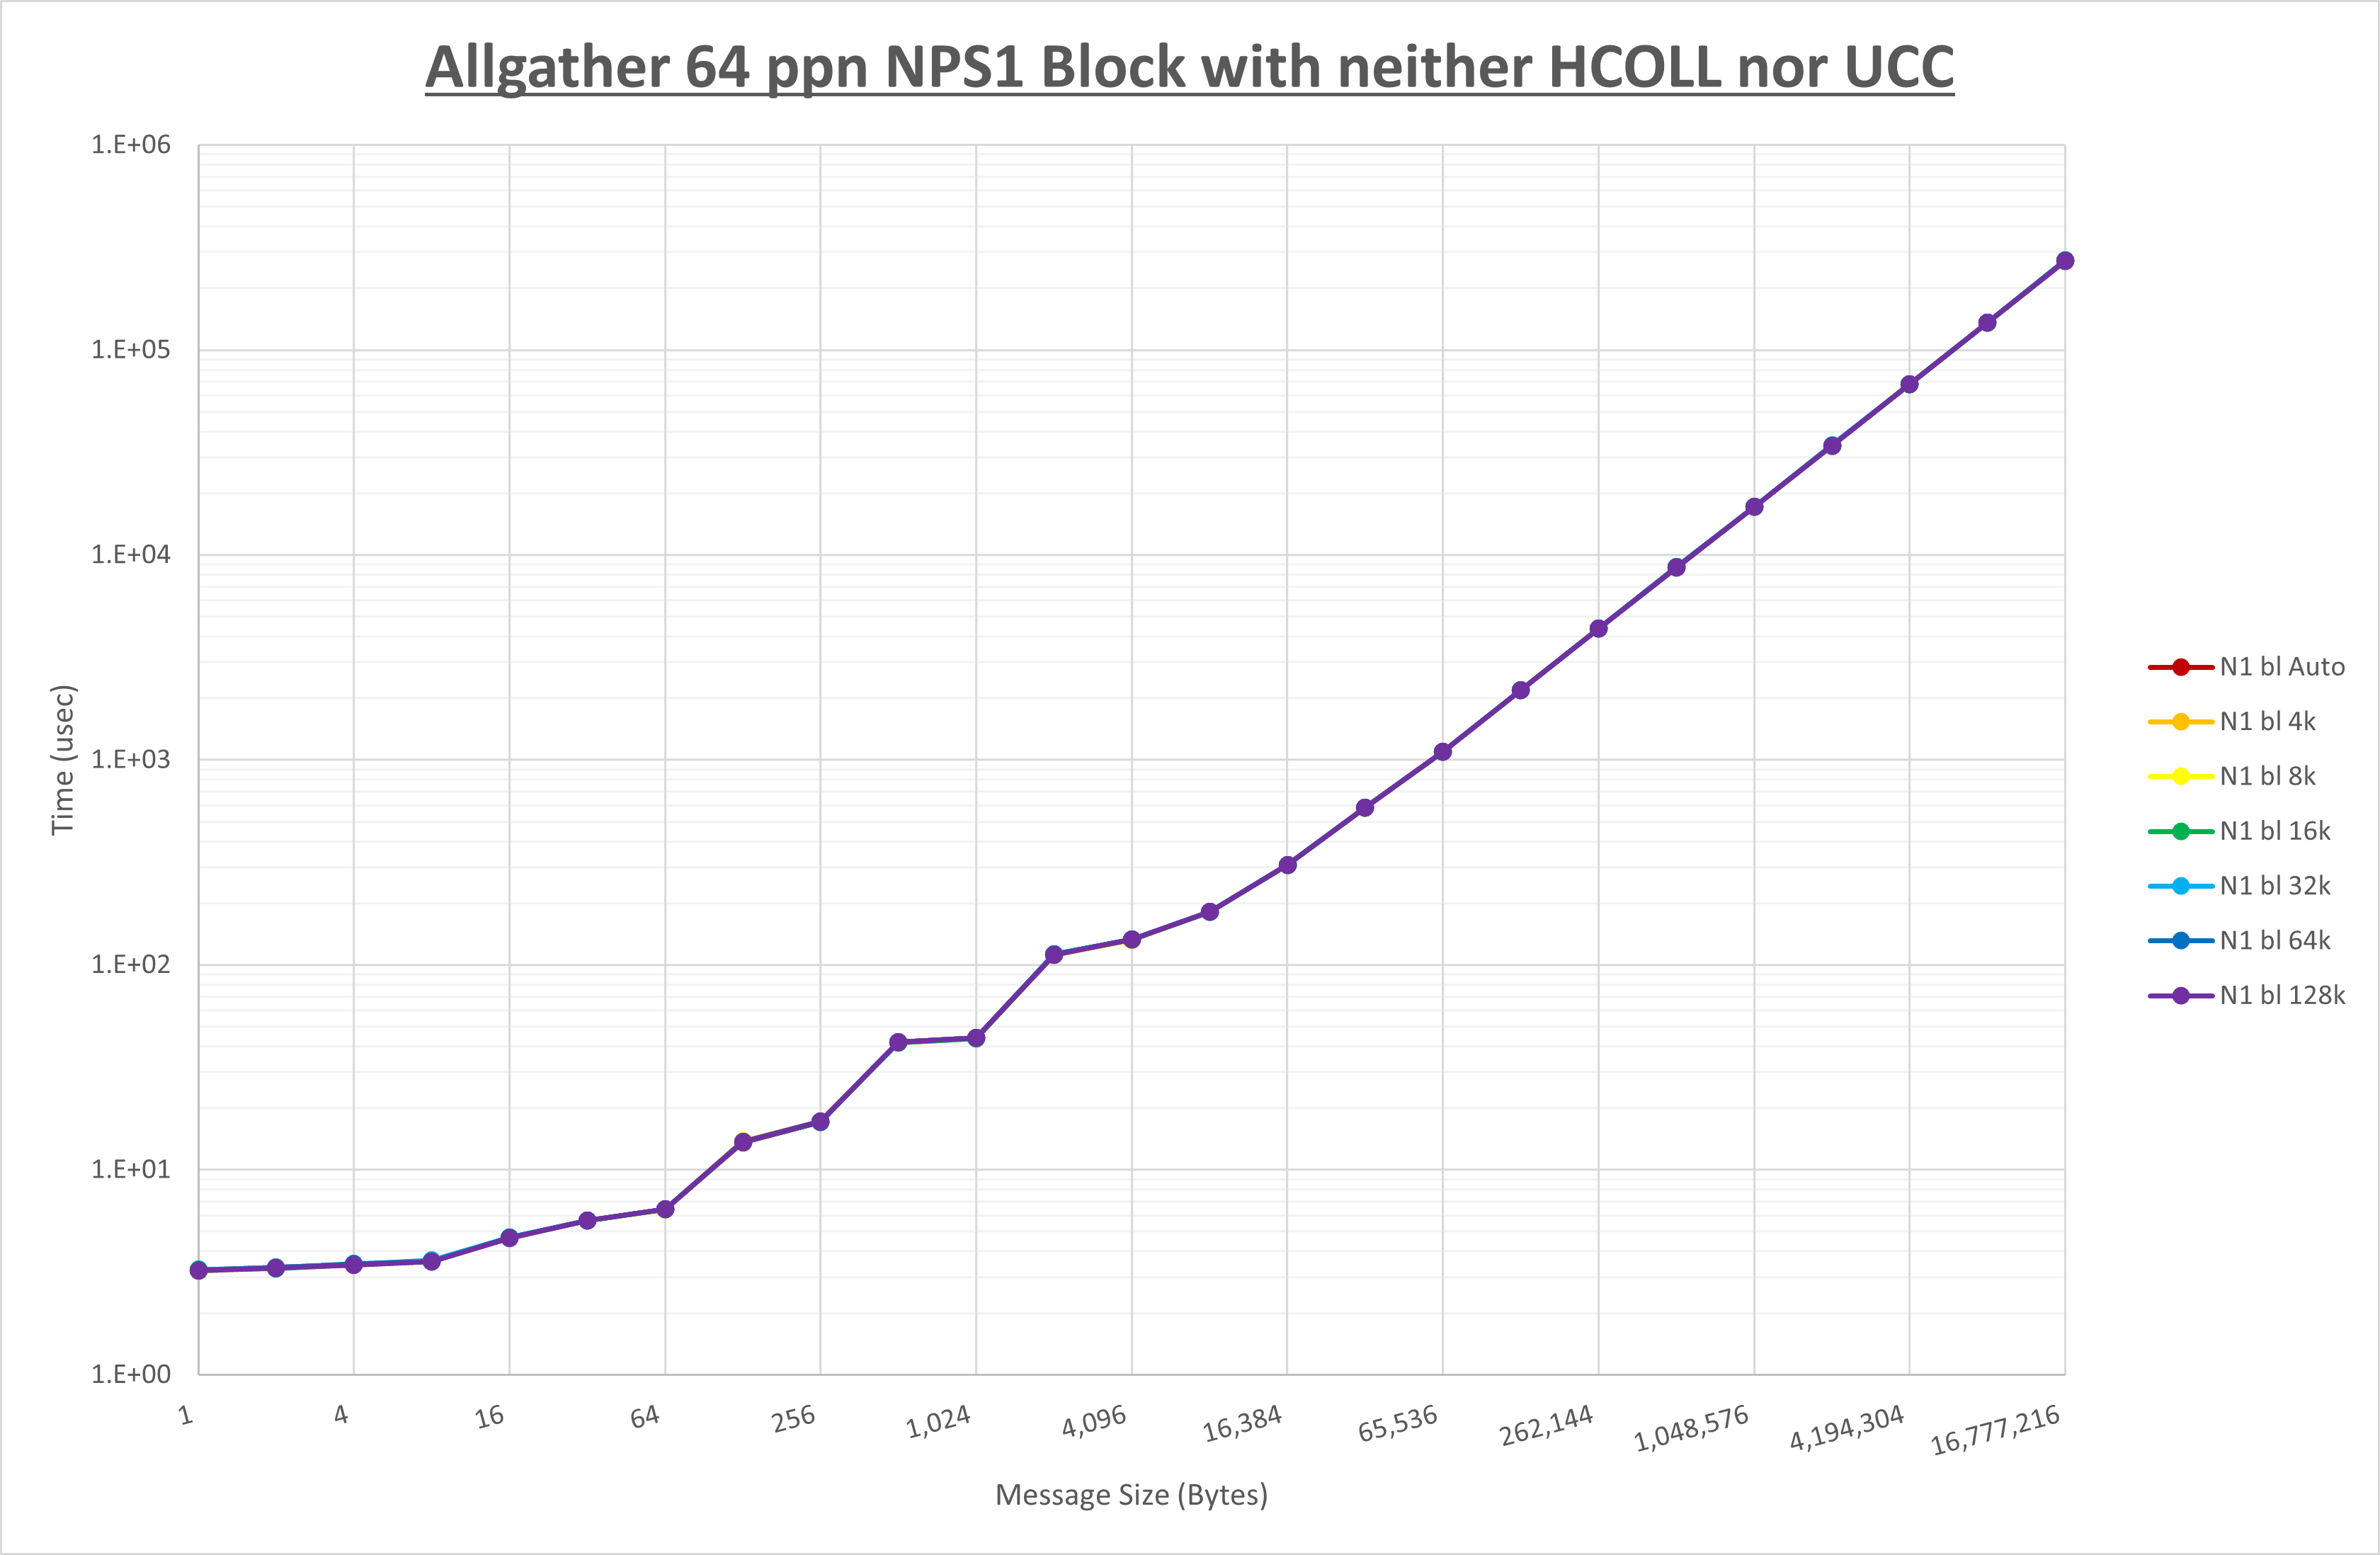 Allgather 64 ppn NPS1 Block with neither HCOLL nor UCC
1.E+06
1.E+05
1.E+04
1.E+03
1.E+02
1.E+01
1.E+00
Time (usec)
1
4
16
64
256
1,024
4,096
16,384
65,536
262,144
1,048,576
4,194,304
16,777,216
Message Size (Bytes)
N1 bl Auto
N1 bl 4k
N1 bl 8k
N1 bl 16k
N1 bl 32k
N1 bl 64k
N1 bl 128k